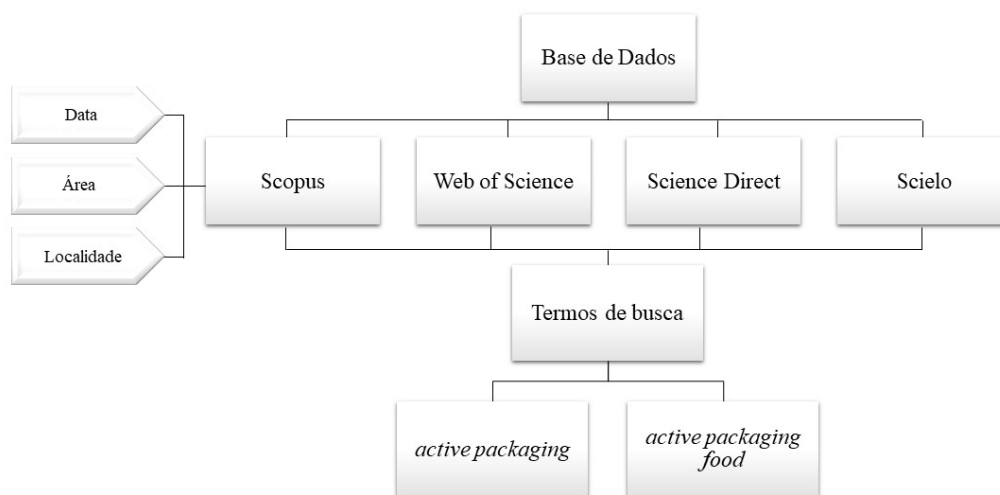 Base de Dados
Data
Área
Localidade
Scopus
Web of Science
Science Direct
Scielo
Termos de busca
active packaging
active packaging
food